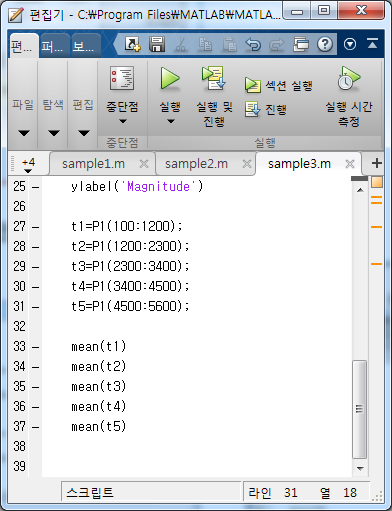 편집기 - C:₩Program Files₩MATLAB₩MATLA...
편... 퍼... 보...
파일 탐색 편집 중단점 실행 실행 및 진행 섹션 실행 진행 실행 시간 측정
중단점 실행
+4 sample1.m sample2.m sample3.m
25 – ylabel('Magnitude')
26
27 – t1=P1(100:1200);
28 – t2=P1(1200:2300);
29 – t3=P1(2300:3400);
30 – t4=P1(3400:4500);
31 – t5=P1(4500:5600);
32
33 – mean(t1)
34 – mean(t2)
35 – mean(t3)
36 – mean(t4)
37 – mean(t5)
38
39
스크립트 라인 31 열 18